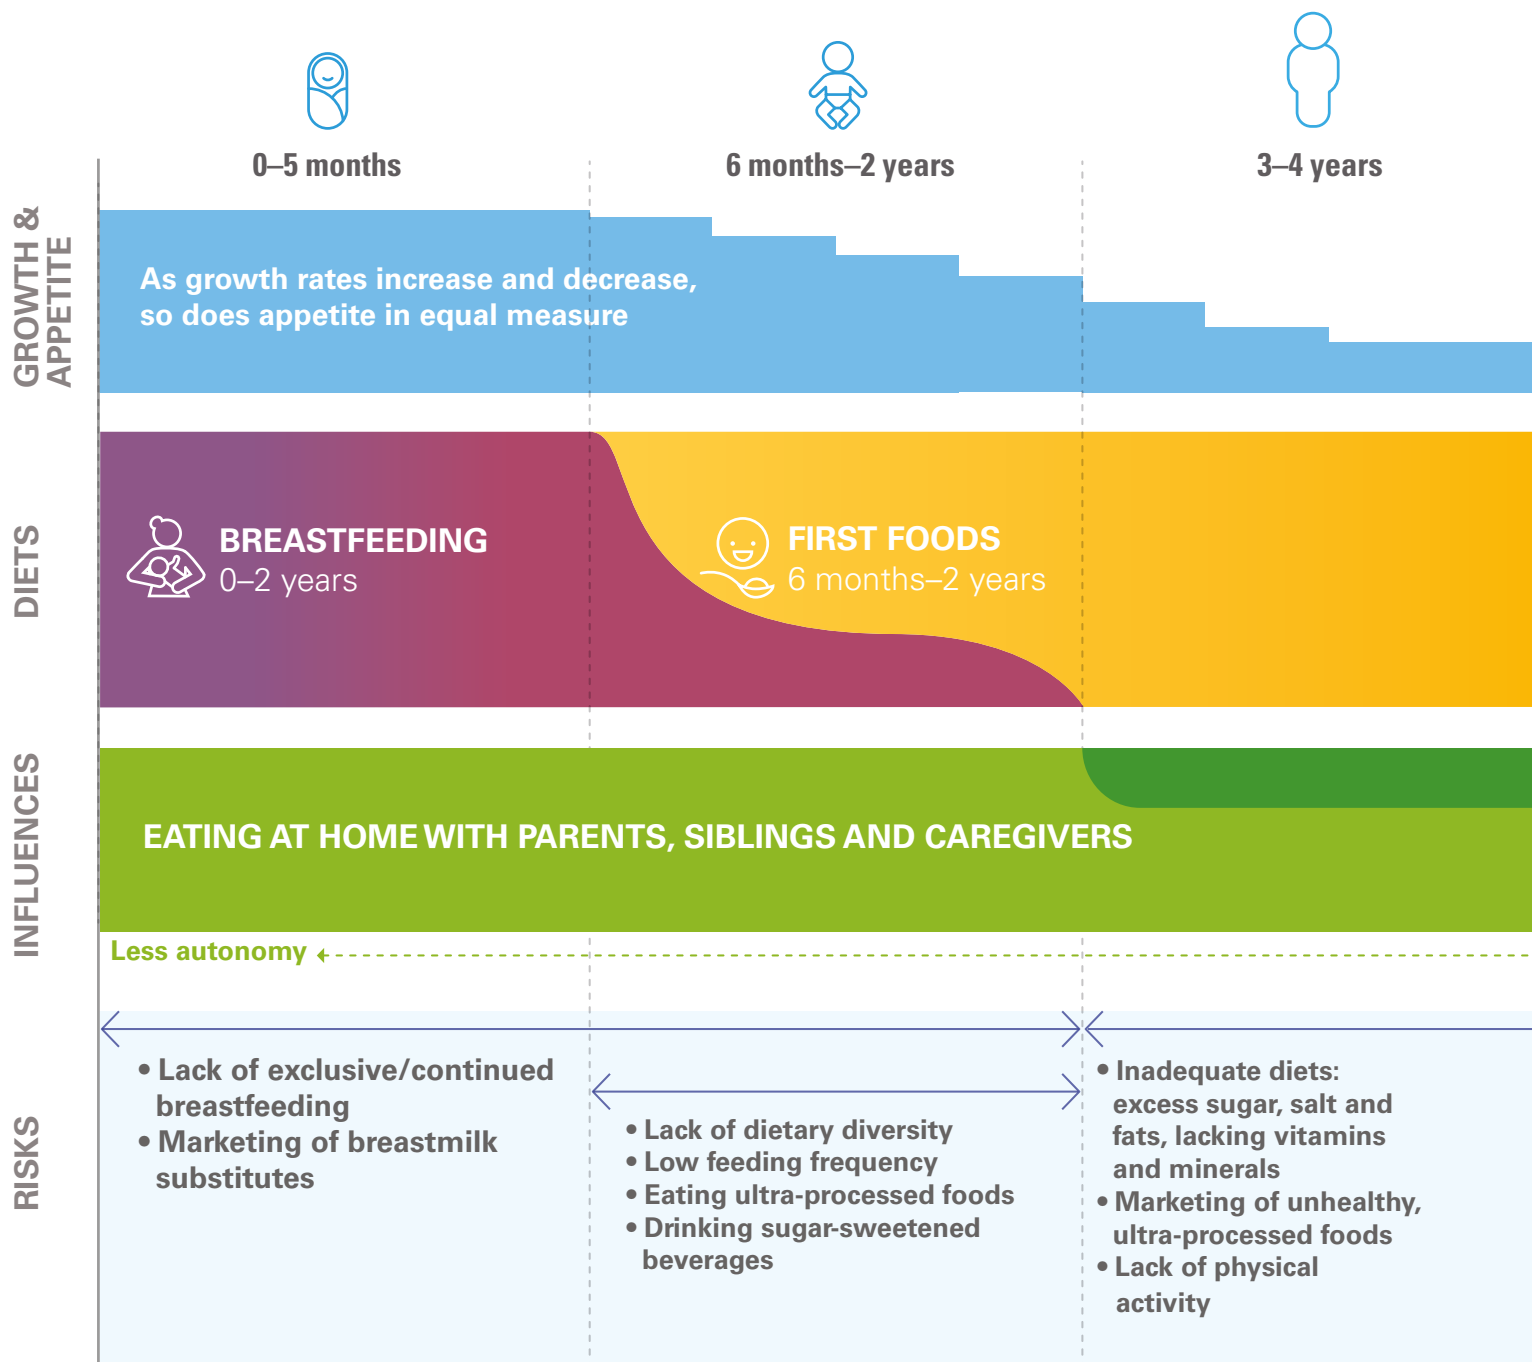 0–5 months
6 months–2 years
3–4 years
GROWTH &
APPETITE
As growth rates increase and decrease,
so does appetite in equal measure
DIETS
BREASTFEEDING
0–2 years
FIRST FOODS
6 months–2 years
INFLUENCES
EATING AT HOME WITH PARENTS, SIBLINGS AND CAREGIVERS
Less autonomy
RISKS
• Lack of exclusive/continued
breastfeeding
• Marketing of breastmilk
substitutes
• Lack of dietary diversity
• Low feeding frequency
• Eating ultra-processed foods
• Drinking sugar-sweetened
beverages
• Inadequate diets:
excess sugar, salt and
fats, lacking vitamins
and minerals
• Marketing of unhealthy,
ultra-processed foods
• Lack of physical
activity